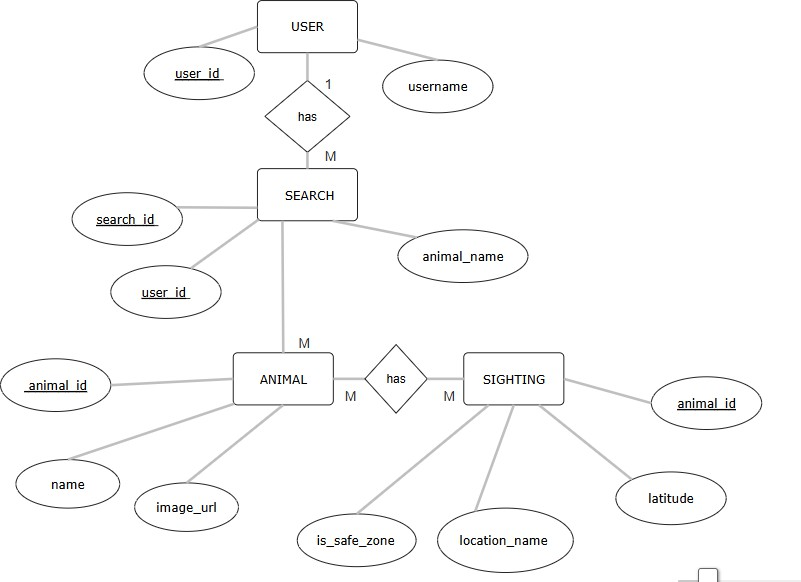 USER
user_id
username
1
has
M
SEARCH
search_id
user_id
animal_name
M
animal_id
ANIMAL
M
has
M
SIGHTING
animal_id
name
image_url
is_safe_zone
location_name
latitude